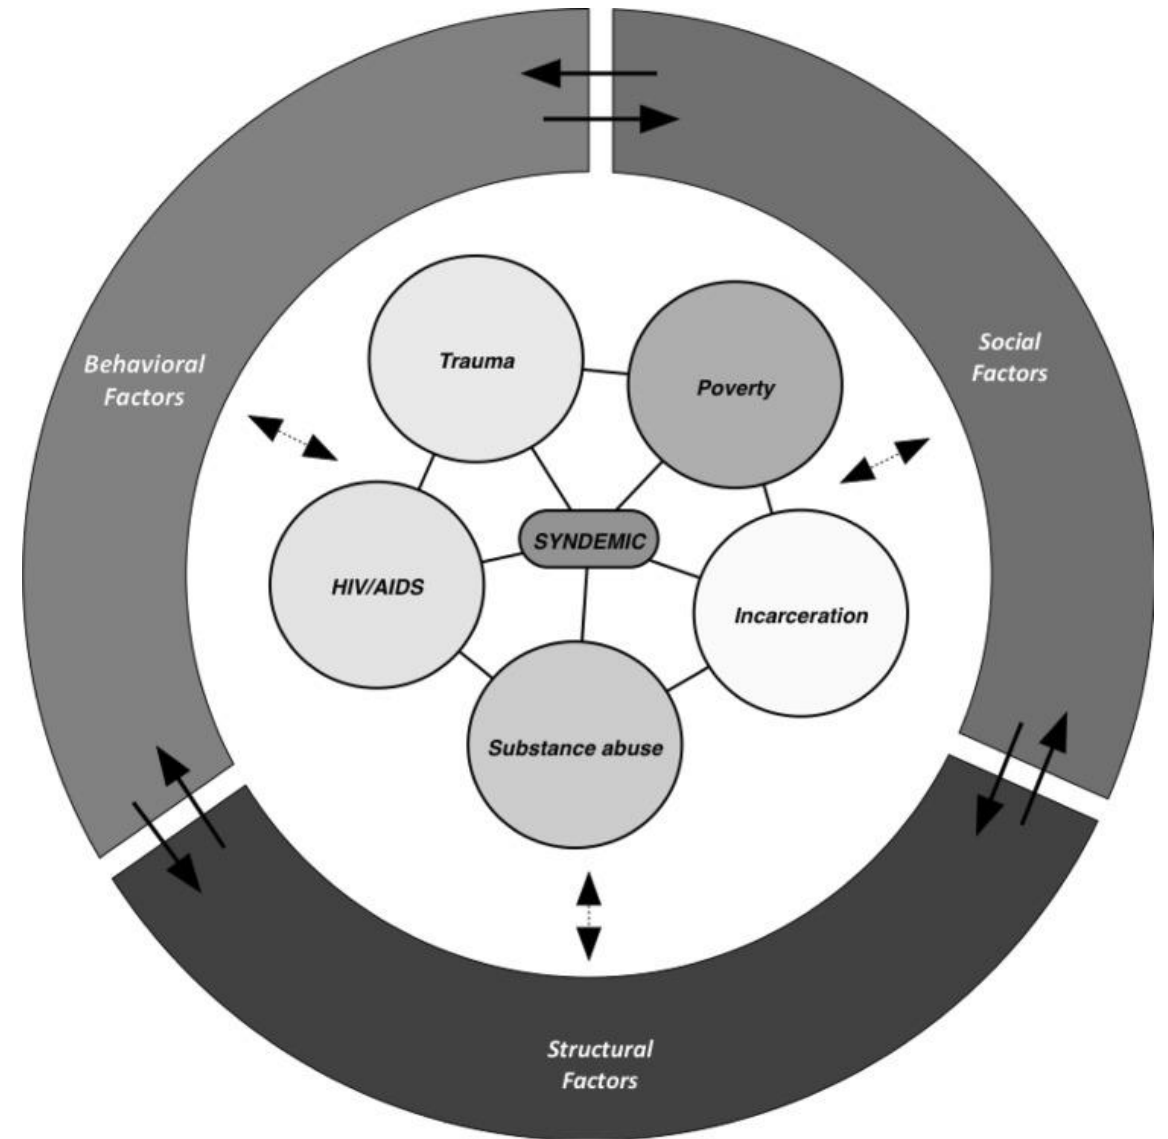 Behavioral
Factors
Social
Factors
Trauma
Poverty
SYNDEMIC
HIV/AIDS
Incarceration
Substance abuse
Structural
Factors